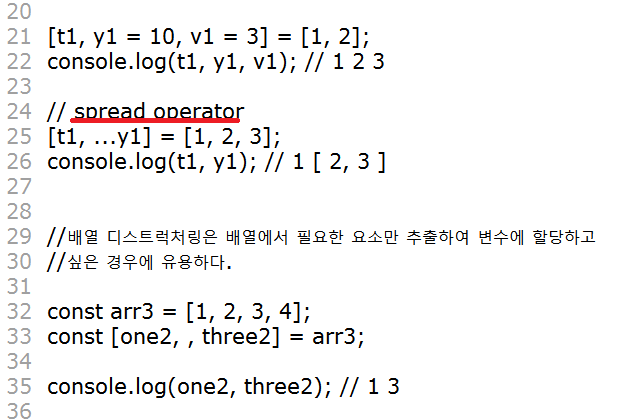 20
21 [t1, y1 = 10, v1 = 3] = [1, 2];
22 console.log(t1, y1, v1); // 1 2 3
23
24 // spread operator
25 [t1, ...y1] = [1, 2, 3];
26 console.log(t1, y1); // 1 [ 2, 3 ]
27
28
29 //배열 디스트럭처링은 배열에서 필요한 요소만 추출하여 변수에 할당하고
30 //싶은 경우에 유용하다.
31
32 const arr3 = [1, 2, 3, 4];
33 const [one2, , three2] = arr3;
34
35 console.log(one2, three2); // 1 3
36